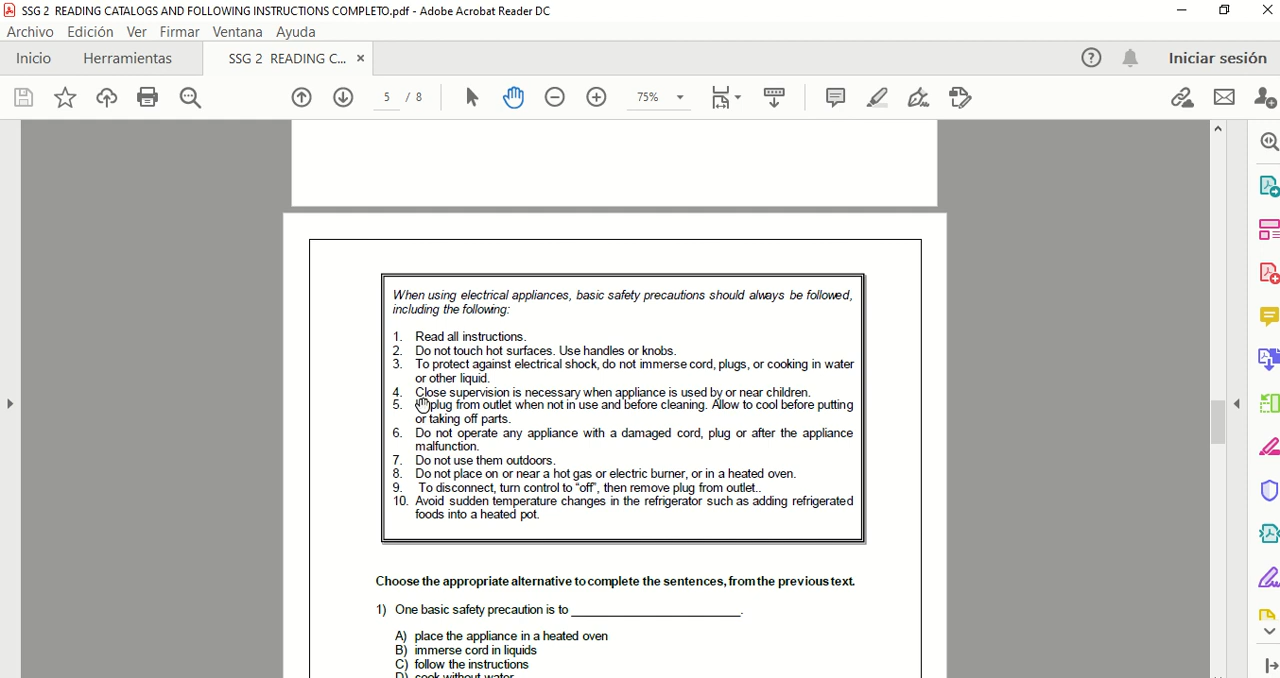 SSG 2 READING CATALOGS AND FOLLOWING INSTRUCTIONS COMPLETO.pdf - Adobe Acrobat Reader DC
Archivo Edición Ver Firmar Ventana Ayuda
Inicio Herramientas SSG 2 READING C... × Iniciar sesión
5 / 8 75%
When using electrical appliances, basic safety precautions should always be followed,
including the following:
1. Read all instructions.
2. Do not touch hot surfaces. Use handles or knobs.
3. To protect against electrical shock, do not immerse cord, plugs, or cooking in water
or other liquid.
4. Close supervision is necessary when appliance is used by or near children.
5. plug from outlet when not in use and before cleaning. Allow to cool before putting
or taking off parts.
6. Do not operate any appliance with a damaged cord, plug or after the appliance
malfunction.
7. Do not use them outdoors.
8. Do not place on or near a hot gas or electric burner, or in a heated oven.
9. To disconnect, turn control to “off”, then remove plug from outlet..
10. Avoid sudden temperature changes in the refrigerator such as adding refrigerated
foods into a heated pot.
Choose the appropriate alternative to complete the sentences, from the previous text.
1) One basic safety precaution is to ___________________________.
A) place the appliance in a heated oven
B) immerse cord in liquids
C) follow the instructions
D) cook without water